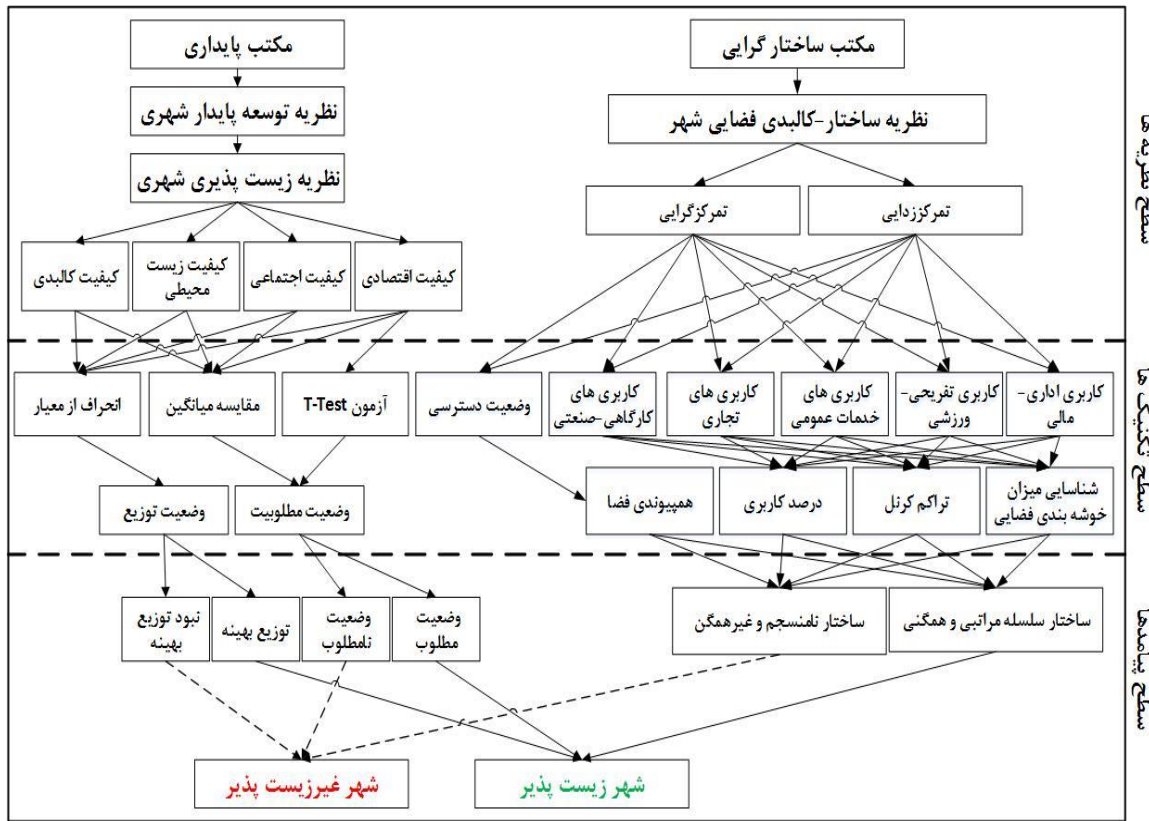 مکتب ساختار گرایی
مکتب پایداری
نظریه ساختار-کالبدی فضایی شهر
نظریه توسعه پایدار شهری
نظریه زیست پذیری شهری
تمرکززدایی
تمرکزگرایی
کیفیت اقتصادی
کیفیت اجتماعی
کیفیت زیست
محیطی
کیفیت کالبدی
سطح نظریه ها
کاربری اداری-
مالی
کاربری تفریحی-
ورزشی
کاربری های
خدمات عمومی
کاربری های
تجاری
کاربری های
کارگاهی-صنعتی
وضعیت دسترسی
آزمون T-Test
مقایسه میانگین
انحراف از معیار
شناسایی میزان
خوشه بندی فضایی
تراکم کرنل
درصد کاربری
همپیوندی فضا
وضعیت مطلوبیت
وضعیت توزیع
سطح تکنیک ها
ساختار سلسله مراتبی و همگنی
ساختار نامنسجم و غیرهمگن
وضعیت
مطلوب
وضعیت
نامطلوب
توزیع بهینه
نبود توزیع
بهینه
سطح پیامدها
شهر زیست پذیر
شهر غیرزیست پذیر